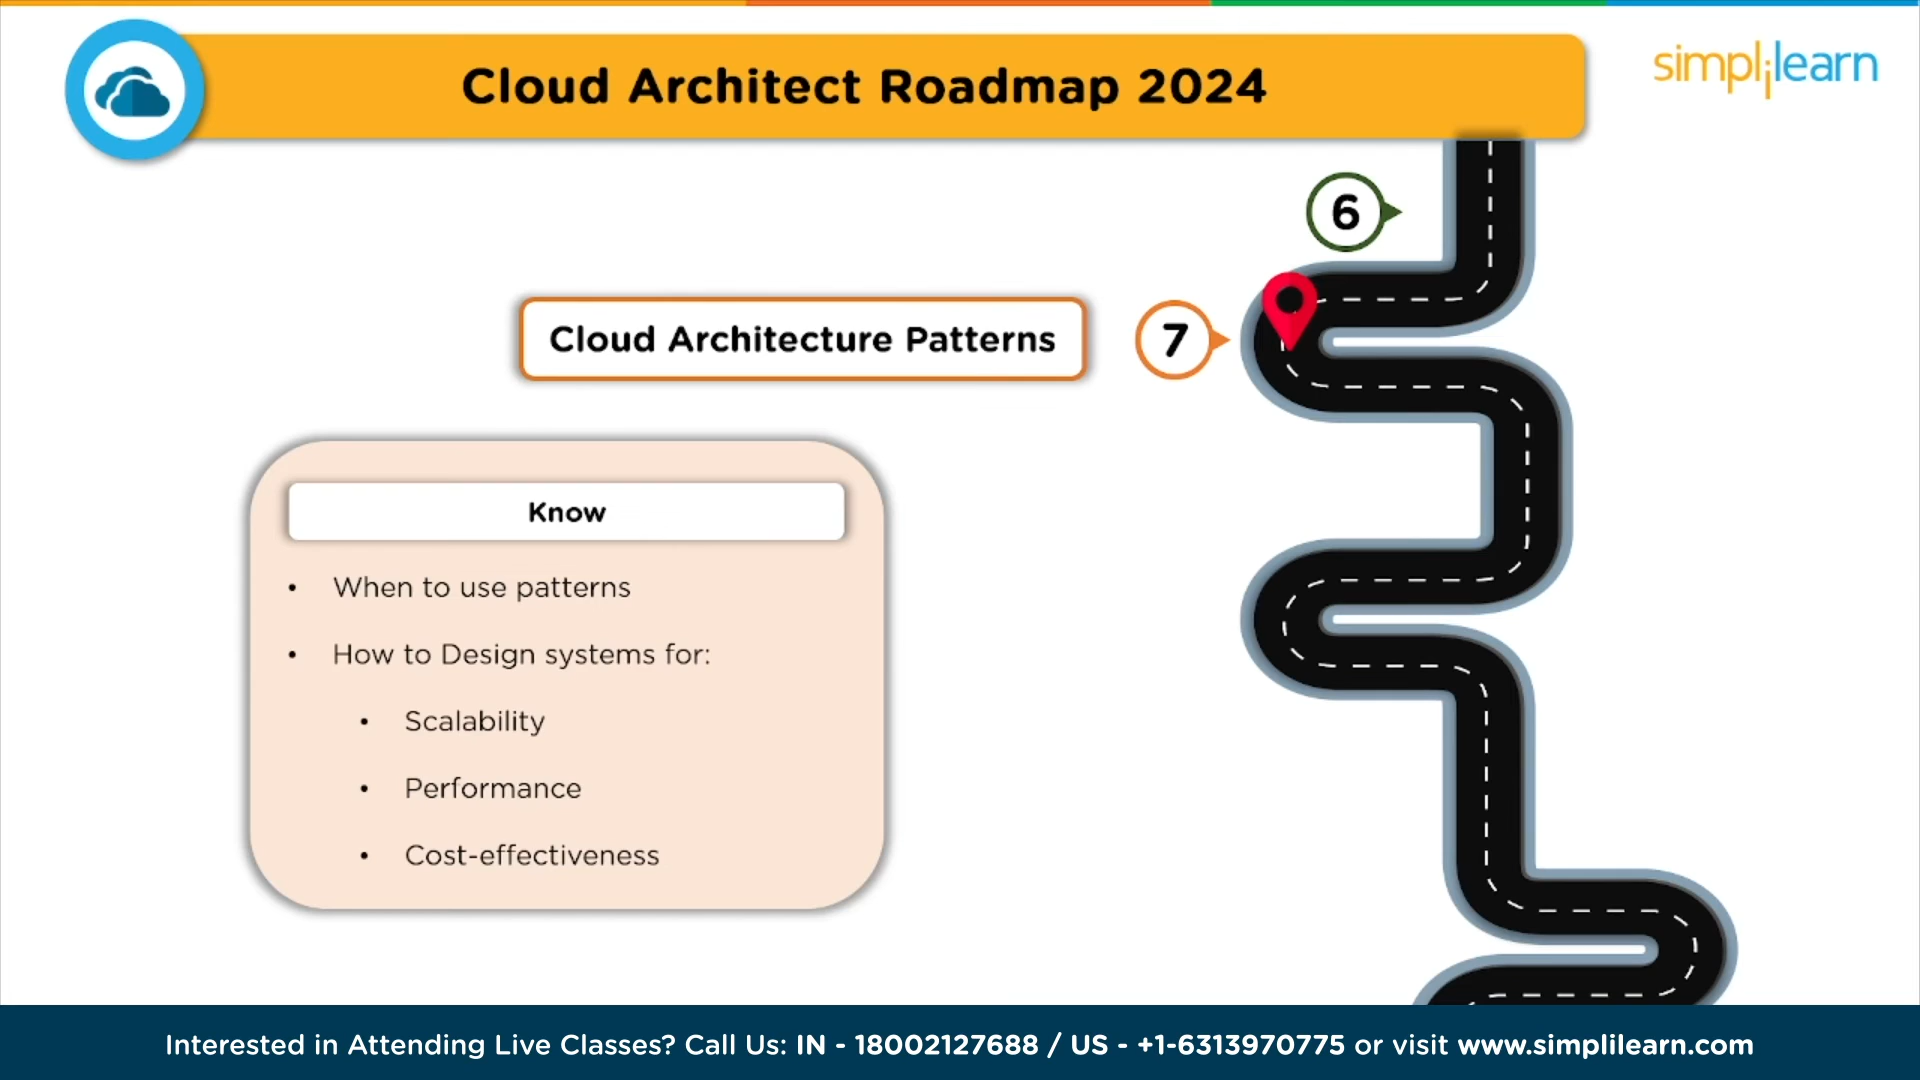 Cloud Architect Roadmap 2024
simplilearn
6
Cloud Architecture Patterns
7
Know
• When to use patterns
• How to Design systems for:
• Scalability
• Performance
• Cost-effectiveness
Interested in Attending Live Classes? Call Us: IN - 18002127688 / US - +1-6313970775 or visit www.simplilearn.com